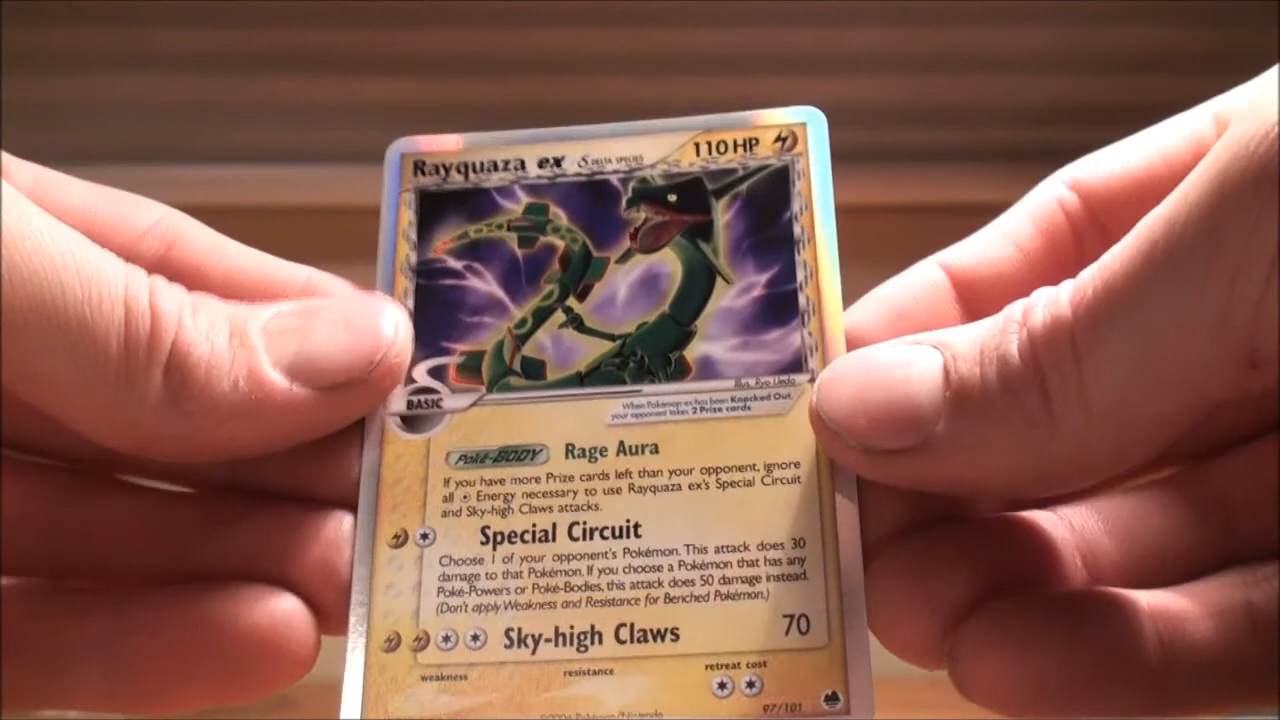 Rayquaza ex δ DELTA SPECIES 110 HP
Illus. Ryo Ueda
BASIC
When Pokémon-ex has been Knocked Out,
your opponent takes 2 Prize cards
Poké-BODY Rage Aura
If you have more Prize cards left than your opponent, ignore
all Energy necessary to use Rayquaza ex's Special Circuit
and Sky-high Claws attacks.
Special Circuit
Choose 1 of your opponent's Pokémon. This attack does 30
damage to that Pokémon. If you choose a Pokémon that has any
Poké-Powers or Poké-Bodies, this attack does 50 damage instead.
(Don't apply Weakness and Resistance for Benched Pokémon.)
Sky-high Claws 70
weakness resistance retreat cost
97/101
©2006 Pokémon/Nintendo